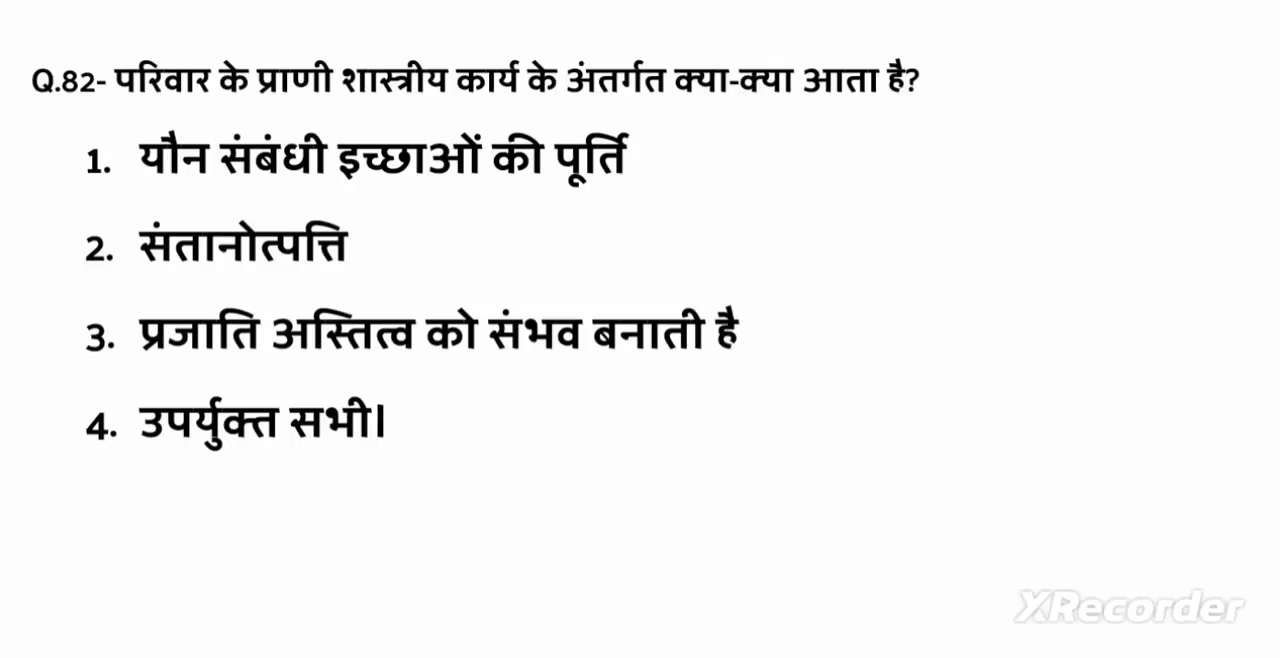 Q.82- परिवार के प्राणी शास्त्रीय कार्य के अंतर्गत क्या-क्या आता है?
1. यौन संबंधी इच्छाओं की पूर्ति
2. संतानोत्पत्ति
3. प्रजाति अस्तित्व को संभव बनाती है
4. उपर्युक्त सभी।
XRecorder